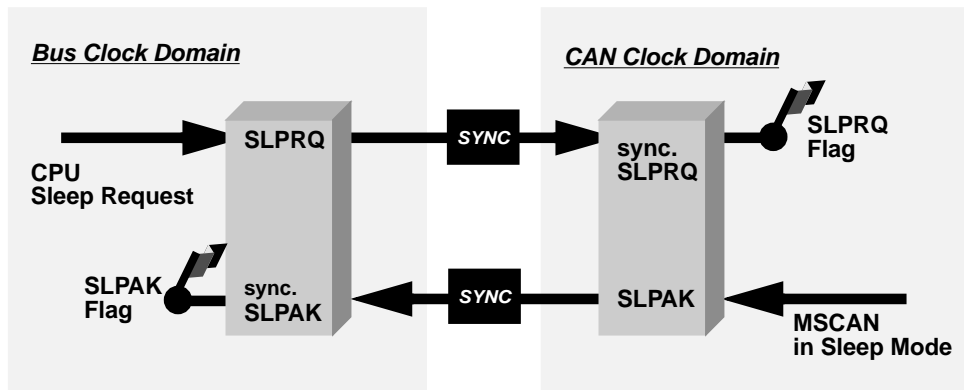 Bus Clock Domain
CAN Clock Domain
SLPRQ
SYNC
sync.
SLPRQ
SLPRQ
Flag
CPU
Sleep Request
SLPAK
Flag
sync.
SLPAK
SYNC
SLPAK
MSCAN
in Sleep Mode